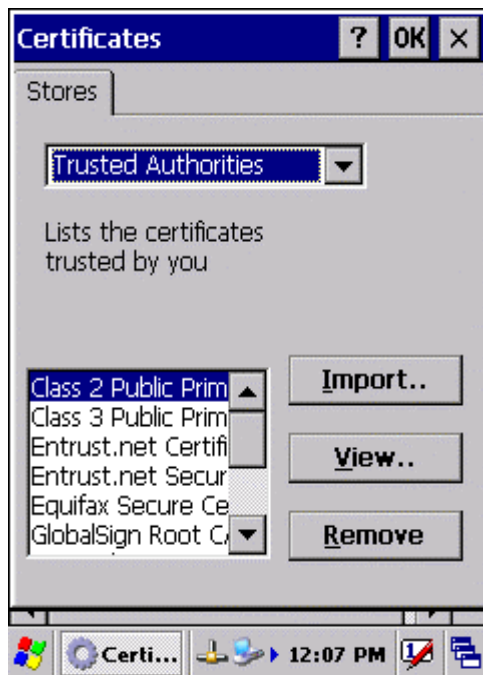 Certificates ? OK ×
Stores
Trusted Authorities
Lists the certificates
trusted by you
Class 2 Public Prim
Class 3 Public Prim
Entrust.net Certifi
Entrust.net Secur
Equifax Secure Ce
GlobalSign Root C
Import..
View..
Remove
Certi... 12:07 PM